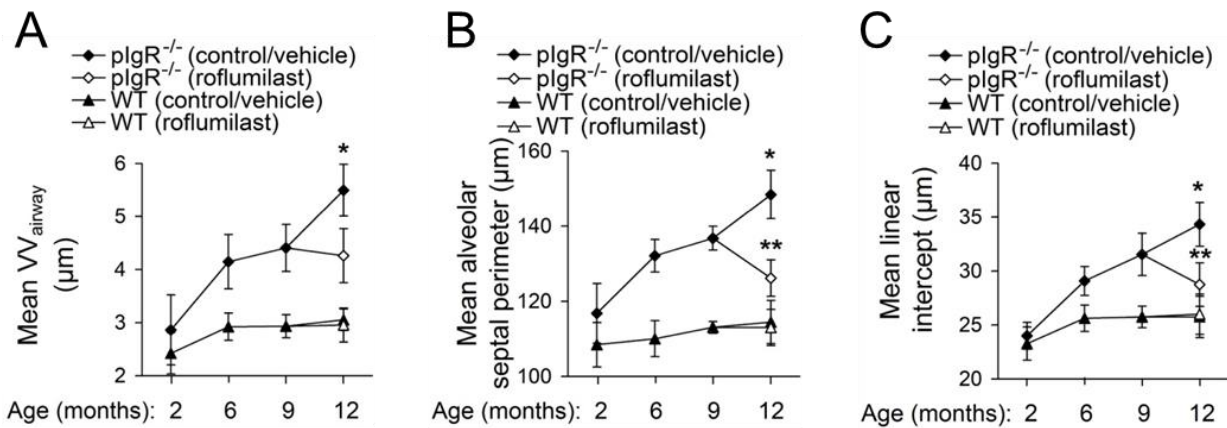 A
pIgR-/- (control/vehicle)
pIgR-/- (roflumilast)
WT (control/vehicle)
WT (roflumilast)
*
6
5
4
3
2
Mean VVairway
(µm)
Age (months): 2 6 9 12
B
pIgR-/- (control/vehicle)
pIgR-/- (roflumilast)
WT (control/vehicle)
WT (roflumilast)
160
*
140
**
120
100
Mean alveolar
septal perimeter (µm)
2 6 9 12
C
pIgR-/- (control/vehicle)
pIgR-/- (roflumilast)
WT (control/vehicle)
WT (roflumilast)
40
*
35
**
30
25
20
Mean linear
intercept (µm)
Age (months): 2 6 9 12